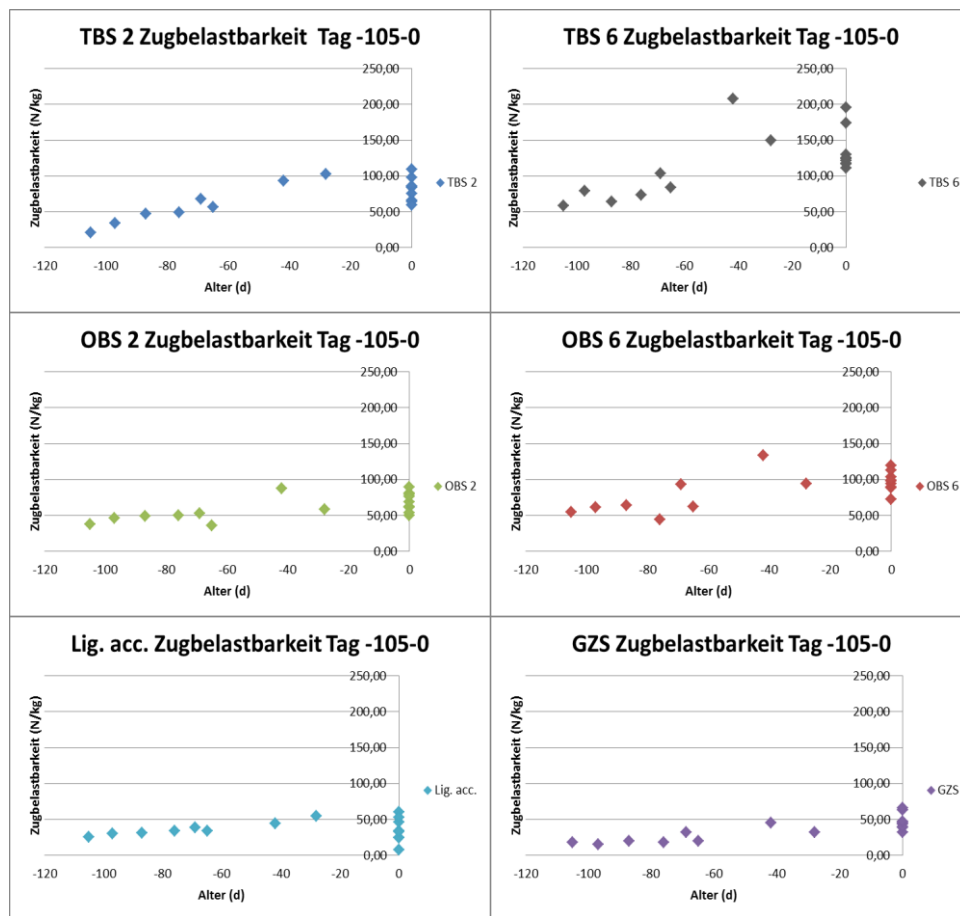 TBS 2 Zugbelastbarkeit  Tag -105-0
Zugbelastbarkeit (N/kg)
250,00
200,00
150,00
100,00
50,00
0,00
-120 -100 -80 -60 -40 -20 0
Alter (d)
TBS 2
TBS 6 Zugbelastbarkeit Tag -105-0
Zugbelastbarkeit (N/kg)
250,00
200,00
150,00
100,00
50,00
0,00
-120 -100 -80 -60 -40 -20 0
Alter (d)
TBS 6
OBS 2 Zugbelastbarkeit Tag -105-0
Zugbelastbarkeit (N/kg)
250,00
200,00
150,00
100,00
50,00
0,00
-120 -100 -80 -60 -40 -20 0
Alter (d)
OBS 2
OBS 6 Zugbelastbarkeit Tag -105-0
Zugbelastbarkeit (N/kg)
250,00
200,00
150,00
100,00
50,00
0,00
-120 -100 -80 -60 -40 -20 0
Alter (d)
OBS 6
Lig. acc. Zugbelastbarkeit Tag -105-0
Zugbelastbarkeit (N/kg)
250,00
200,00
150,00
100,00
50,00
0,00
-120 -100 -80 -60 -40 -20 0
Alter (d)
Lig. acc.
GZS Zugbelastbarkeit Tag -105-0
Zugbelastbarkeit (N/kg)
250,00
200,00
150,00
100,00
50,00
0,00
-120 -100 -80 -60 -40 -20 0
Alter (d)
GZS